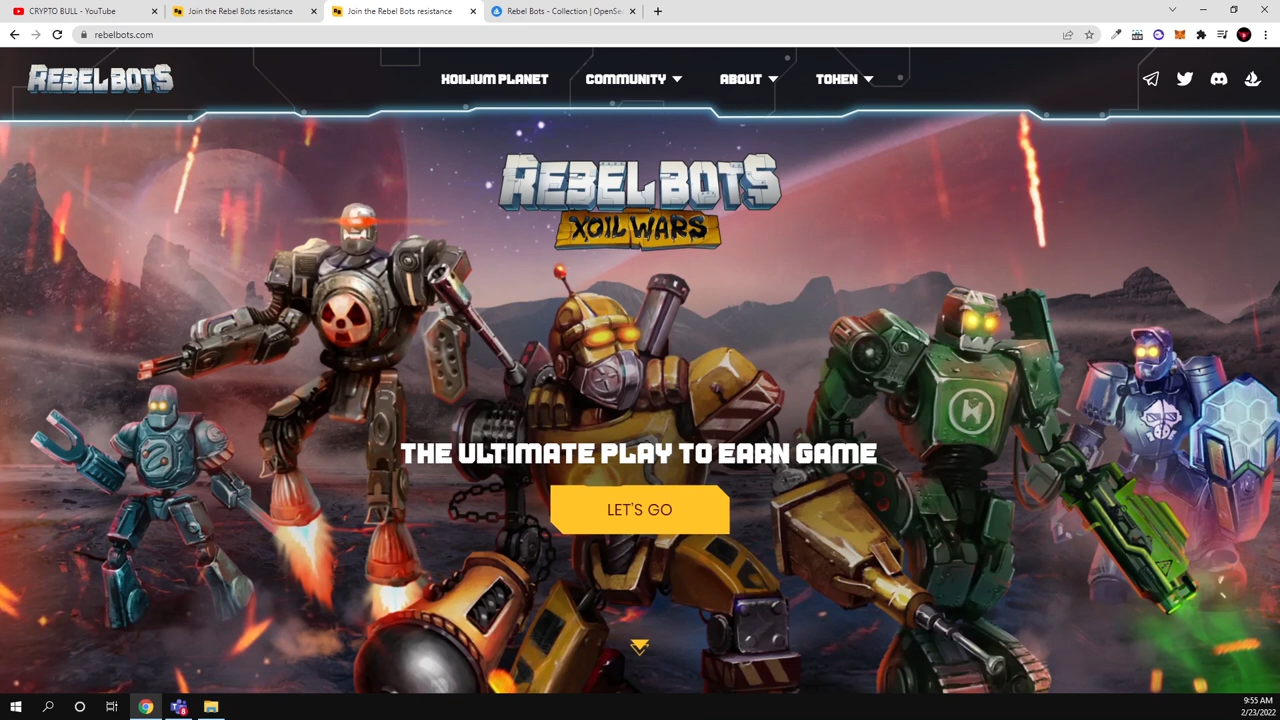 CRYPTO BULL - YouTube
Join the Rebel Bots resistance
Join the Rebel Bots resistance
Rebel Bots - Collection | OpenSe
rebelbots.com
REBEL BOTS
XOILIUM PLANET
COMMUNITY
ABOUT
TOKEN
REBEL BOTS
XOIL WARS
THE ULTIMATE PLAY TO EARN GAME
LET'S GO
8
9:55 AM
2/23/2022